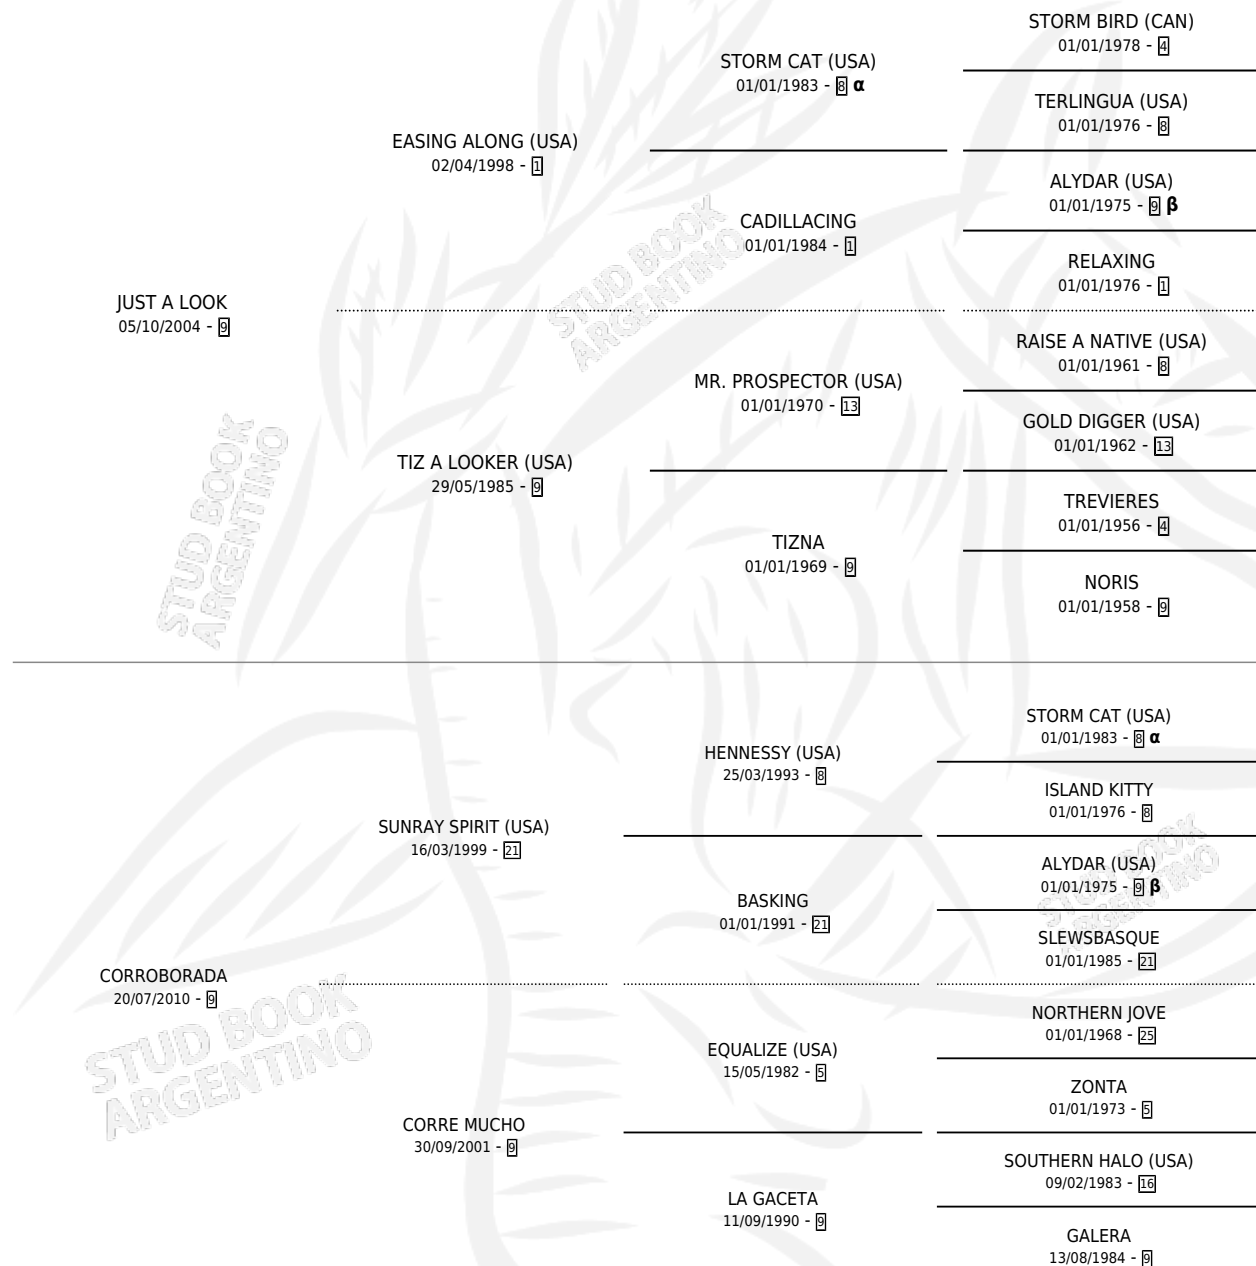 STORM BIRD (CAN)
01/01/1978 - 4
STORM CAT (USA)
01/01/1983 - 8 α
TERLINGUA (USA)
01/01/1976 - 8
EASING ALONG (USA)
02/04/1998 - 1
ALYDAR (USA)
01/01/1975 - 9 β
CADILLACING
01/01/1984 - 1
RELAXING
01/01/1976 - 1
JUST A LOOK
05/10/2004 - 9
RAISE A NATIVE (USA)
01/01/1961 - 8
MR. PROSPECTOR (USA)
01/01/1970 - 13
GOLD DIGGER (USA)
01/01/1962 - 13
TIZ A LOOKER (USA)
29/05/1985 - 9
TREVIERES
01/01/1956 - 4
TIZNA
01/01/1969 - 9
NORIS
01/01/1958 - 9
STORM CAT (USA)
01/01/1983 - 8 α
HENNESSY (USA)
25/03/1993 - 8
ISLAND KITTY
01/01/1976 - 8
SUNRAY SPIRIT (USA)
16/03/1999 - 21
ALYDAR (USA)
01/01/1975 - 9 β
BASKING
01/01/1991 - 21
SLEWSBASQUE
01/01/1985 - 21
CORROBORADA
20/07/2010 - 9
NORTHERN JOVE
01/01/1968 - 25
EQUALIZE (USA)
15/05/1982 - 5
ZONTA
01/01/1973 - 5
CORRE MUCHO
30/09/2001 - 9
SOUTHERN HALO (USA)
09/02/1983 - 16
LA GACETA
11/09/1990 - 9
GALERA
13/08/1984 - 9
STUD BOOK
ARGENTINO
STUD BOOK
ARGENTINO
STUD BOOK
ARGENTINO
STUD BOOK
ARGENTINO